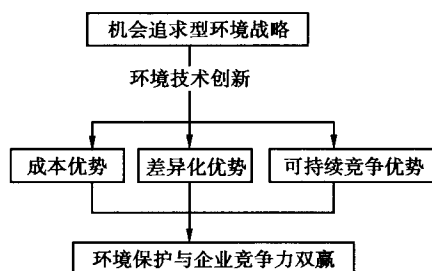 机会追求型环境战略
环境技术创新
成本优势 差异化优势 可持续竞争优势
环境保护与企业竞争力双赢